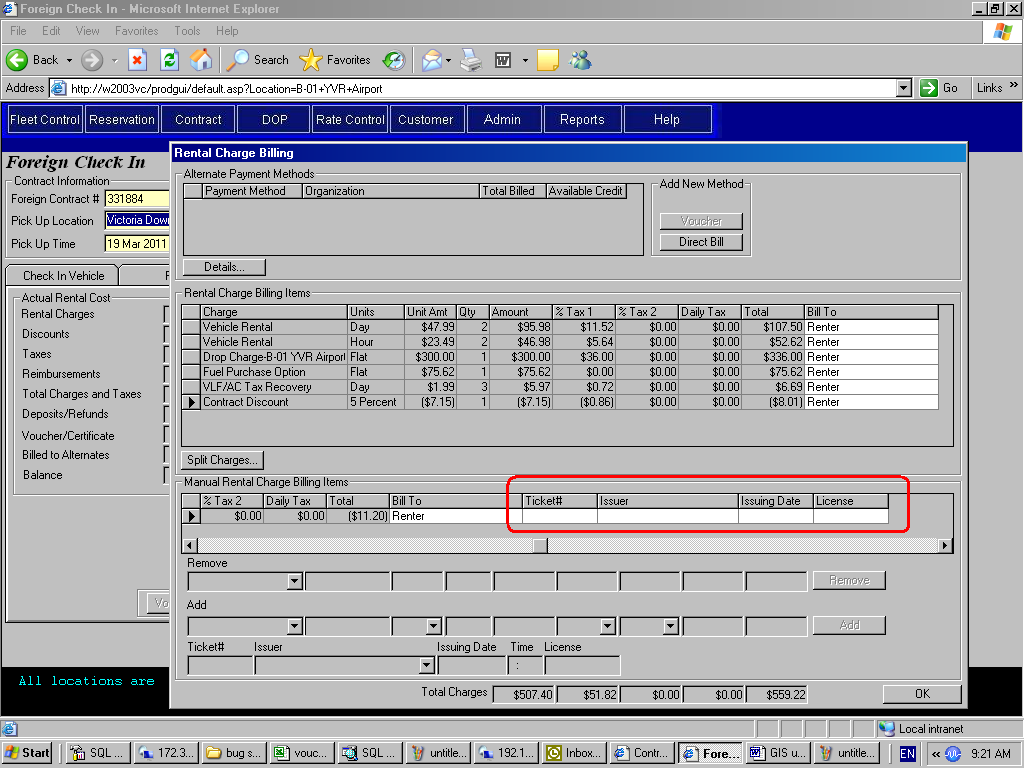 Foreign Check In - Microsoft Internet Explorer
File Edit View Favorites Tools Help
Back Search Favorites
Address http://w2003vc/prodgui/default.asp?Location=B-01+YVR+Airport Go Links »
Fleet Control Reservation Contract DOP Rate Control Customer Admin Reports Help
Foreign Check In
Contract Information
Foreign Contract # 331884
Pick Up Location Victoria Dow
Pick Up Time 19 Mar 2011
Check In Vehicle
Actual Rental Cost
Rental Charges
Discounts
Taxes
Reimbursements
Total Charges and Taxes
Deposits/Refunds
Voucher/Certificate
Billed to Alternates
Balance
Vo
All locations are
Rental Charge Billing
Alternate Payment Methods
Payment Method Organization Total Billed Available Credit
Add New Method
Voucher
Direct Bill
Details...
Rental Charge Billing Items
Charge Units Unit Amt Qty Amount % Tax 1 % Tax 2 Daily Tax Total Bill To
Vehicle Rental Day $47.99 2 $95.98 $11.52 $0.00 $0.00 $107.50 Renter
Vehicle Rental Hour $23.49 2 $46.98 $5.64 $0.00 $0.00 $52.62 Renter
Drop Charge-B-01 YVR Airport Flat $300.00 1 $300.00 $36.00 $0.00 $0.00 $336.00 Renter
Fuel Purchase Option Flat $75.62 1 $75.62 $0.00 $0.00 $0.00 $75.62 Renter
VLF/AC Tax Recovery Day $1.99 3 $5.97 $0.72 $0.00 $0.00 $6.69 Renter
Contract Discount 5 Percent ($7.15) 1 ($7.15) ($0.86) $0.00 $0.00 ($8.01) Renter
Split Charges...
Manual Rental Charge Billing Items
% Tax 2 Daily Tax Total Bill To Ticket# Issuer Issuing Date License
$0.00 $0.00 ($11.20) Renter
Remove
Remove
Add
Add
Ticket# Issuer Issuing Date Time License
:
Total Charges $507.40 $51.82 $0.00 $0.00 $559.22 OK
Local intranet
Start SQL ... 172.3... bug s... vouc... SQL ... untitle... 192.1... Inbox... Contr... Fore... GIS u... untitle... EN « 9:21 AM